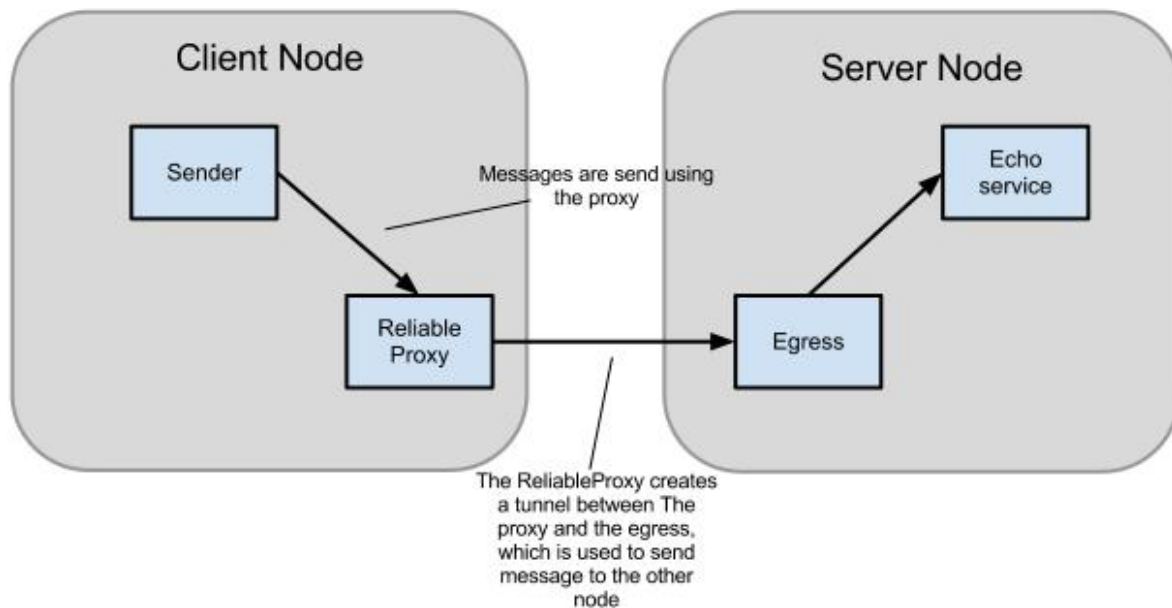 Client Node
Server Node
Sender
Messages are send using
the proxy
Echo
service
Reliable
Proxy
Egress
The ReliableProxy creates
a tunnel between The
proxy and the egress,
which is used to send
message to the other
node